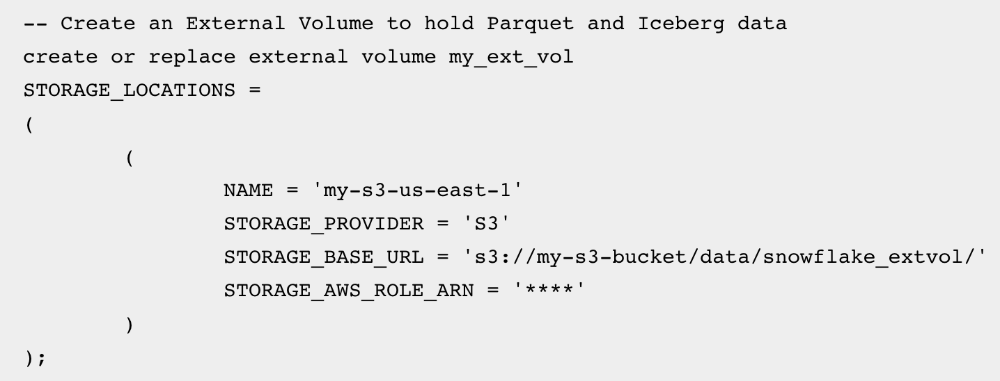 -- Create an External Volume to hold Parquet and Iceberg data
create or replace external volume my_ext_vol
STORAGE_LOCATIONS =
(
(
NAME = 'my-s3-us-east-1'
STORAGE_PROVIDER = 'S3'
STORAGE_BASE_URL = 's3://my-s3-bucket/data/snowflake_extvol/'
STORAGE_AWS_ROLE_ARN = '****'
)
);